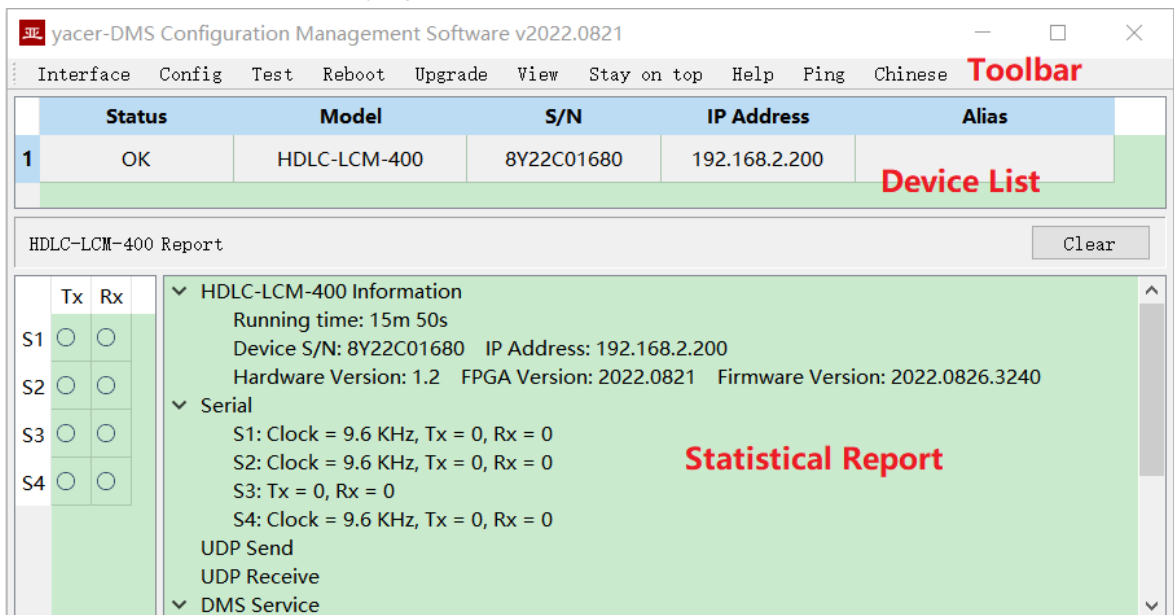 亚 yacer-DMS Configuration Management Software v2022.0821
Interface Config Test Reboot Upgrade View Stay on top Help Ping Chinese Toolbar
Status Model S/N IP Address Alias
1 OK HDLC-LCM-400 8Y22C01680 192.168.2.200
Device List
HDLC-LCM-400 Report Clear
Tx Rx
S1
S2
S3
S4
HDLC-LCM-400 Information
Running time: 15m 50s
Device S/N: 8Y22C01680 IP Address: 192.168.2.200
Hardware Version: 1.2 FPGA Version: 2022.0821 Firmware Version: 2022.0826.3240
Serial
S1: Clock = 9.6 KHz, Tx = 0, Rx = 0
S2: Clock = 9.6 KHz, Tx = 0, Rx = 0
S3: Tx = 0, Rx = 0
S4: Clock = 9.6 KHz, Tx = 0, Rx = 0
UDP Send
UDP Receive
DMS Service
Statistical Report